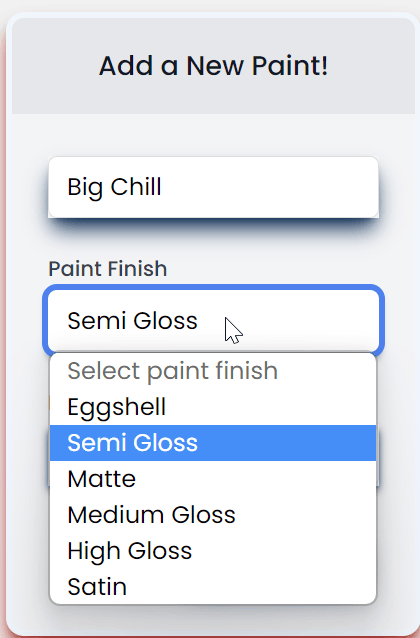 Add a New Paint!
Big Chill
Paint Finish
Semi Gloss
Select paint finish
Eggshell
Semi Gloss
Matte
Medium Gloss
High Gloss
Satin